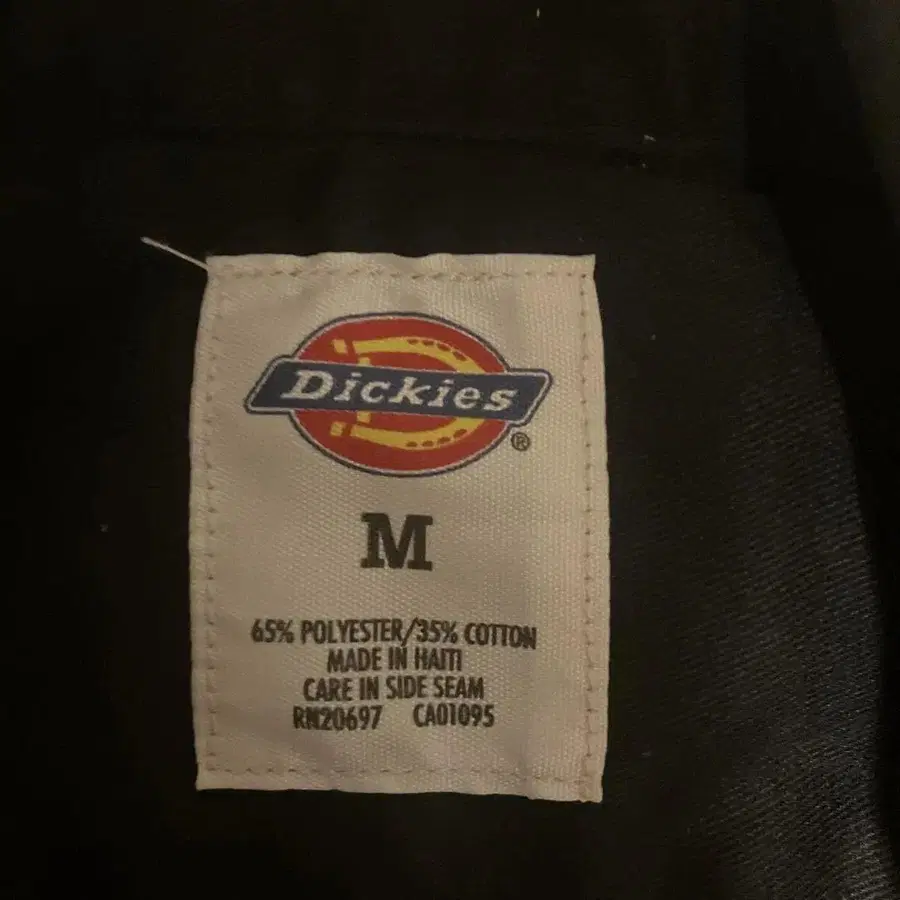 Dickies
®
M
65% POLYESTER/35% COTTON
MADE IN HAITI
CARE IN SIDE SEAM
RN20697 CA01095